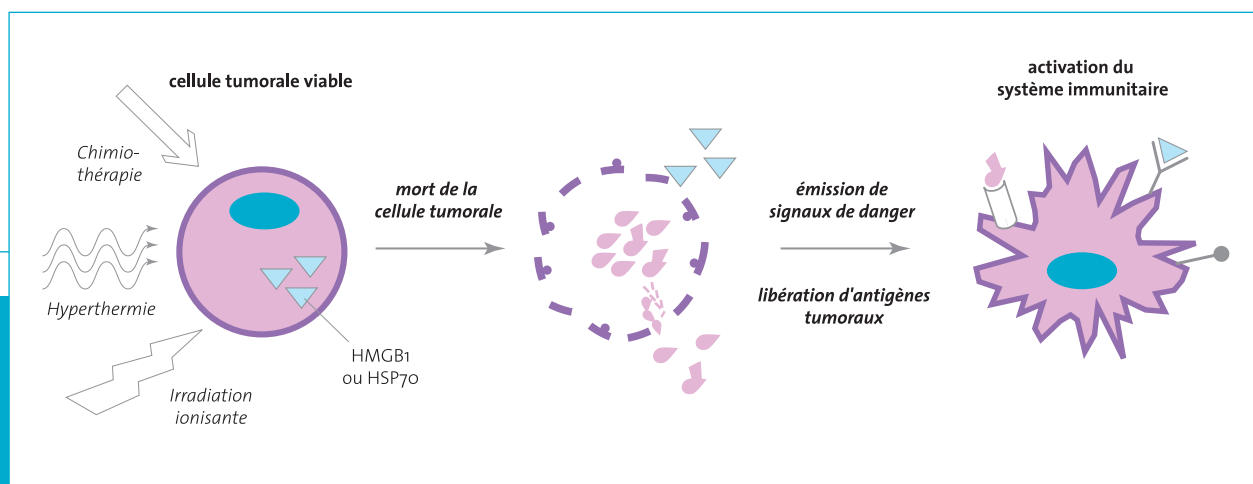 cellule tumorale viable
Chimio-
thérapie
Hyperthermie
Irradiation
ionisante
HMGB1
ou HSP70
mort de la
cellule tumorale
émission de
signaux de danger
libération d'antigènes
tumoraux
activation du
système immunitaire